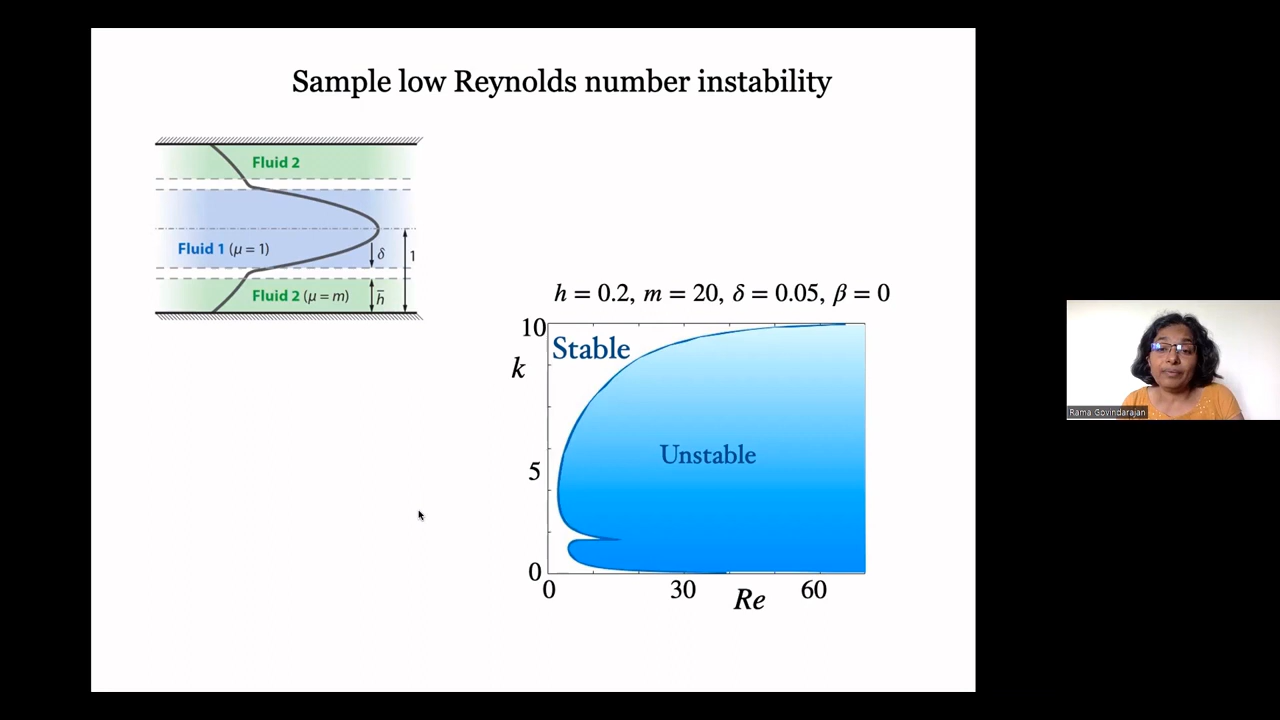 Sample low Reynolds number instability
Fluid 2
Fluid 1 (μ = 1)
δ
1
Fluid 2 (μ = m)
h̄
h = 0.2, m = 20, δ = 0.05, β = 0
10
Stable
k
Unstable
5
0
0
30
60
Re
Rama Govindarajan